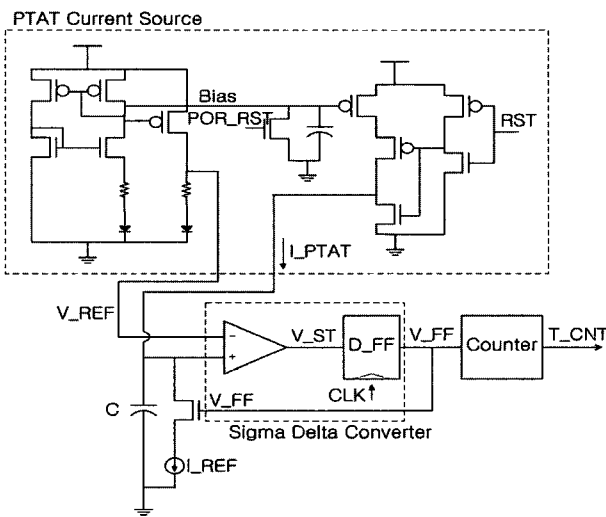 PTAT Current Source
Bias
POR_RST
RST
I_PTAT
V_REF
−
+
V_ST
D_FF
CLK
V_FF
Counter
T_CNT
V_FF
C
Sigma Delta Converter
I_REF